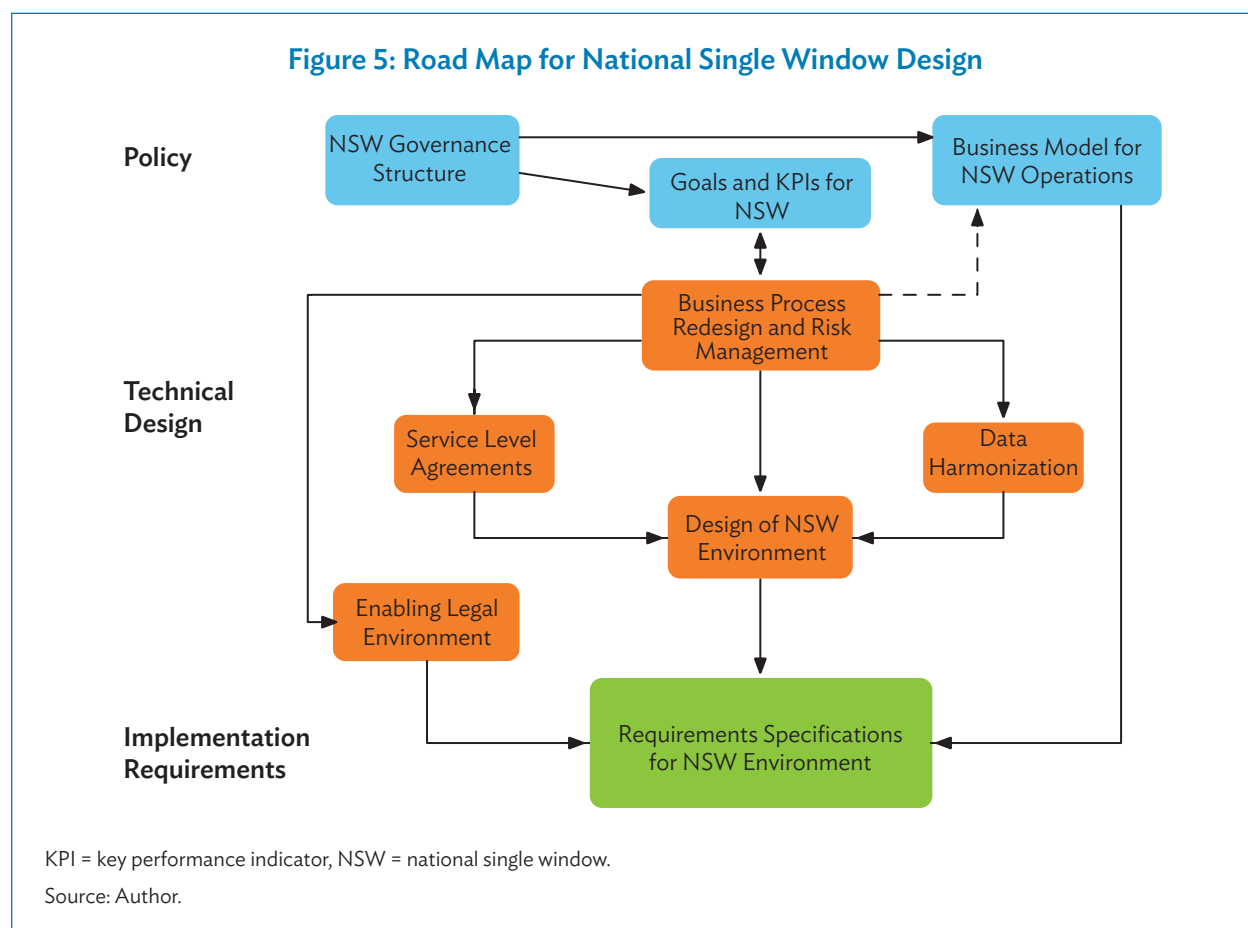 Figure 5: Road Map for National Single Window Design
Policy
NSW Governance
Structure
Business Model for
NSW Operations
Goals and KPIs for
NSW
Business Process
Redesign and Risk
Management
Technical
Design
Service Level
Agreements
Data
Harmonization
Design of NSW
Environment
Enabling Legal
Environment
Implementation
Requirements
Requirements Specifications
for NSW Environment
KPI = key performance indicator, NSW = national single window.
Source: Author.